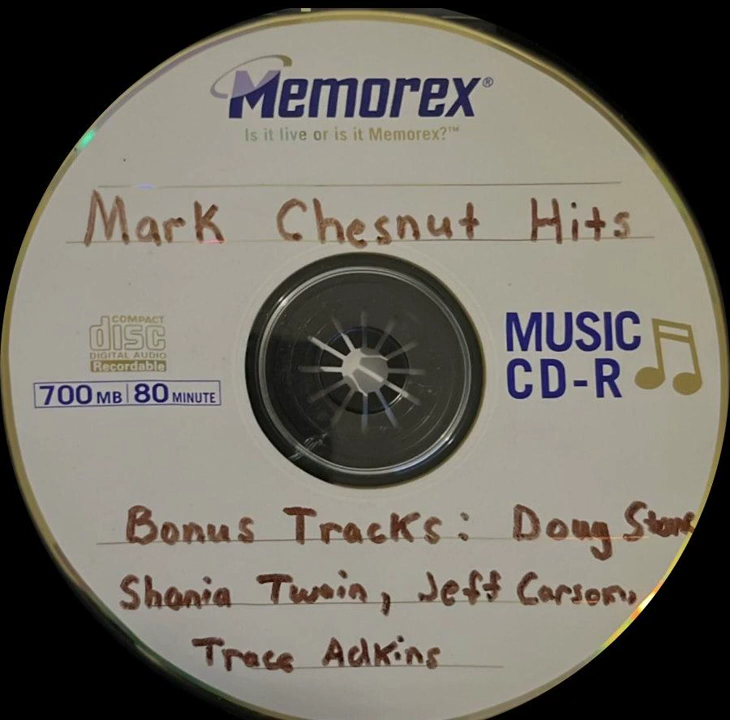 Memorex®
Is it live or is it Memorex?™
Mark Chesnut Hits
COMPACT
disc
DIGITAL AUDIO
Recordable
700 MB | 80 MINUTE
MUSIC
CD-R
Bonus Tracks: Doug Stone
Shania Twain, Jeff Carson,
Trace Adkins